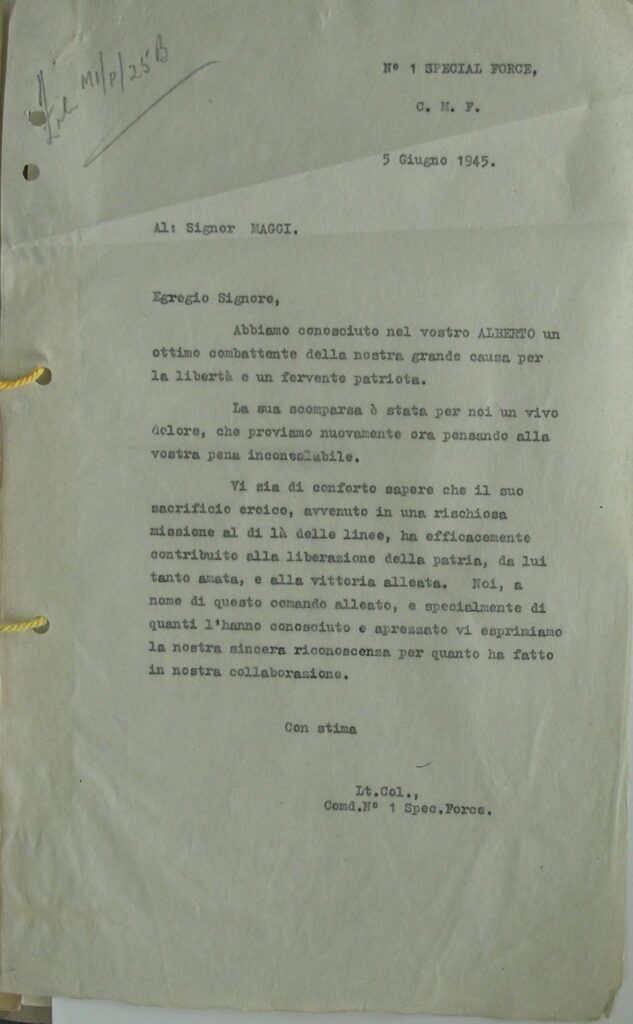 MI/P/25B
Nº 1 SPECIAL FORCE,
C. M. F.
5 Giugno 1945.
Al: Signor MAGGI.
Egregio Signore,
Abbiamo conosciuto nel vostro ALBERTO un
ottimo combattente della nostra grande causa per
la libertà e un fervente patriota.
La sua scomparsa è stata per noi un vivo
dolore, che proviamo nuovamente ora pensando alla
vostra pena inconsolabile.
Vi sia di conforto sapere che il suo
sacrificio eroico, avvenuto in una rischiosa
missione al di là delle linee, ha efficacemente
contribuito alla liberazione della patria, da lui
tanto amata, e alla vittoria alleata. Noi, a
nome di questo comando alleato, e specialmente di
quanti l'hanno conosciuto e aprezzato vi esprimiamo
la nostra sincera riconoscenza per quanto ha fatto
in nostra collaborazione.
Con stima
Lt.Col.,
Comd.Nº 1 Spec.Force.